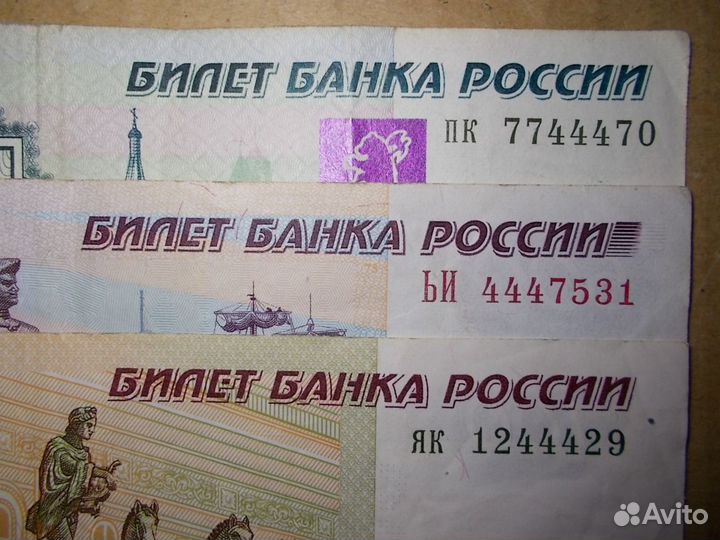 БИЛЕТ БАНКА РОССИИ
ПК 7744470
БИЛЕТ БАНКА РОССИИ
ЬИ 4447531
БИЛЕТ БАНКА РОССИИ
ЯК 1244429
Avito